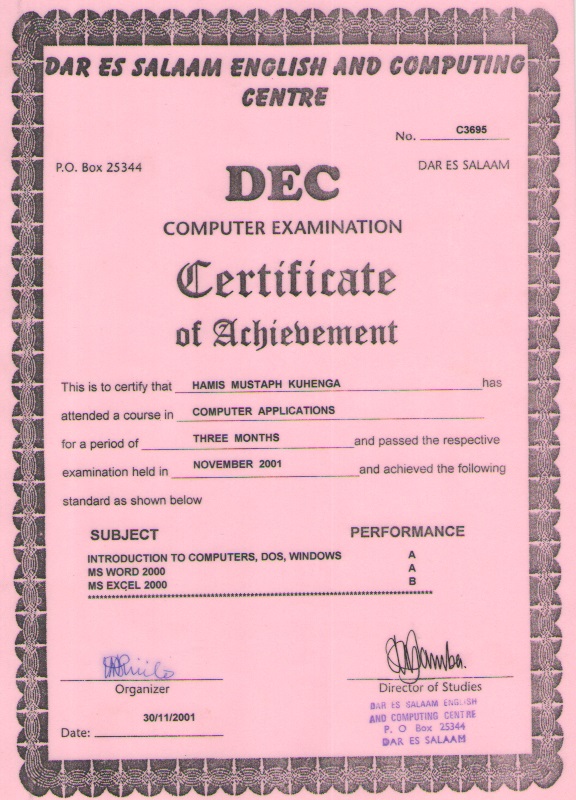 DAR ES SALAAM ENGLISH AND COMPUTING
CENTRE
No. C3695
P.O. Box 25344
DAR ES SALAAM
DEC
COMPUTER EXAMINATION
Certificate
of Achievement
This is to certify that HAMIS MUSTAPH KUHENGA has
attended a course in COMPUTER APPLICATIONS
for a period of THREE MONTHS and passed the respective
examination held in NOVEMBER 2001 and achieved the following
standard as shown below
SUBJECT PERFORMANCE
INTRODUCTION TO COMPUTERS, DOS, WINDOWS A
MS WORD 2000 A
MS EXCEL 2000 B
Organizer
Director of Studies
DAR ES SALAAM ENGLISH
AND COMPUTING CENTRE
P. O Box 25344
DAR ES SALAAM
30/11/2001
Date: